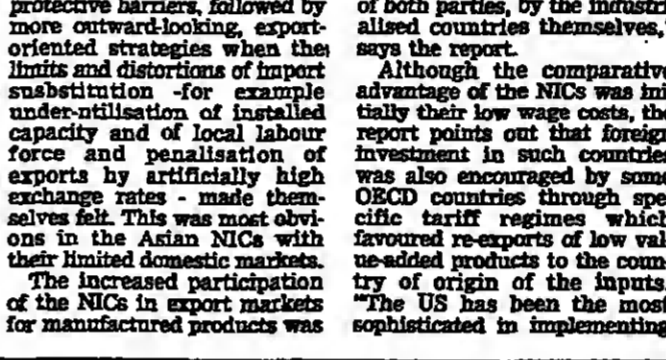 protective barriers, followed by
more outward-looking, export-
oriented strategies when the
limits and distortions of import
snsbstitution -for example
under-utilisation of installed
capacity and of local labour
force and penalisation of
exports by artificially high
exchange rates - made them-
selves felt. This was most obvi-
ous in the Asian NICs with
their limited domestic markets.
The increased participation
of the NICs in export markets
for manufactured products was
of both parties, by the industri
alised countries themselves,"
says the report.
Although the comparative
advantage of the NICs was ini
tially their low wage costs, the
report points out that foreign
investment in such countries
was also encouraged by some
OECD countries through spe
cific tariff regimes which
favoured re-exports of low val
ue-added products to the coun
try of origin of the inputs.
"The US has been the most
sophisticated in implementing